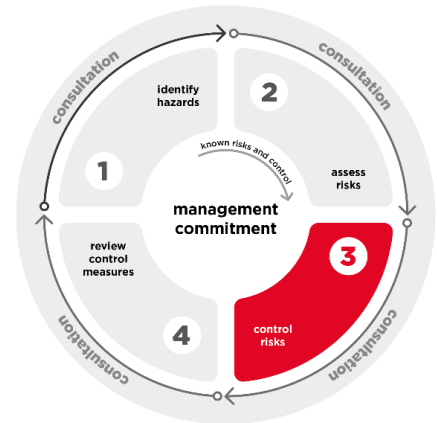 consultation
consultation
identify
hazards
1
2
known risks and control
assess
risks
management
commitment
review
control
measures
3
4
control
risks
consultation
consultation